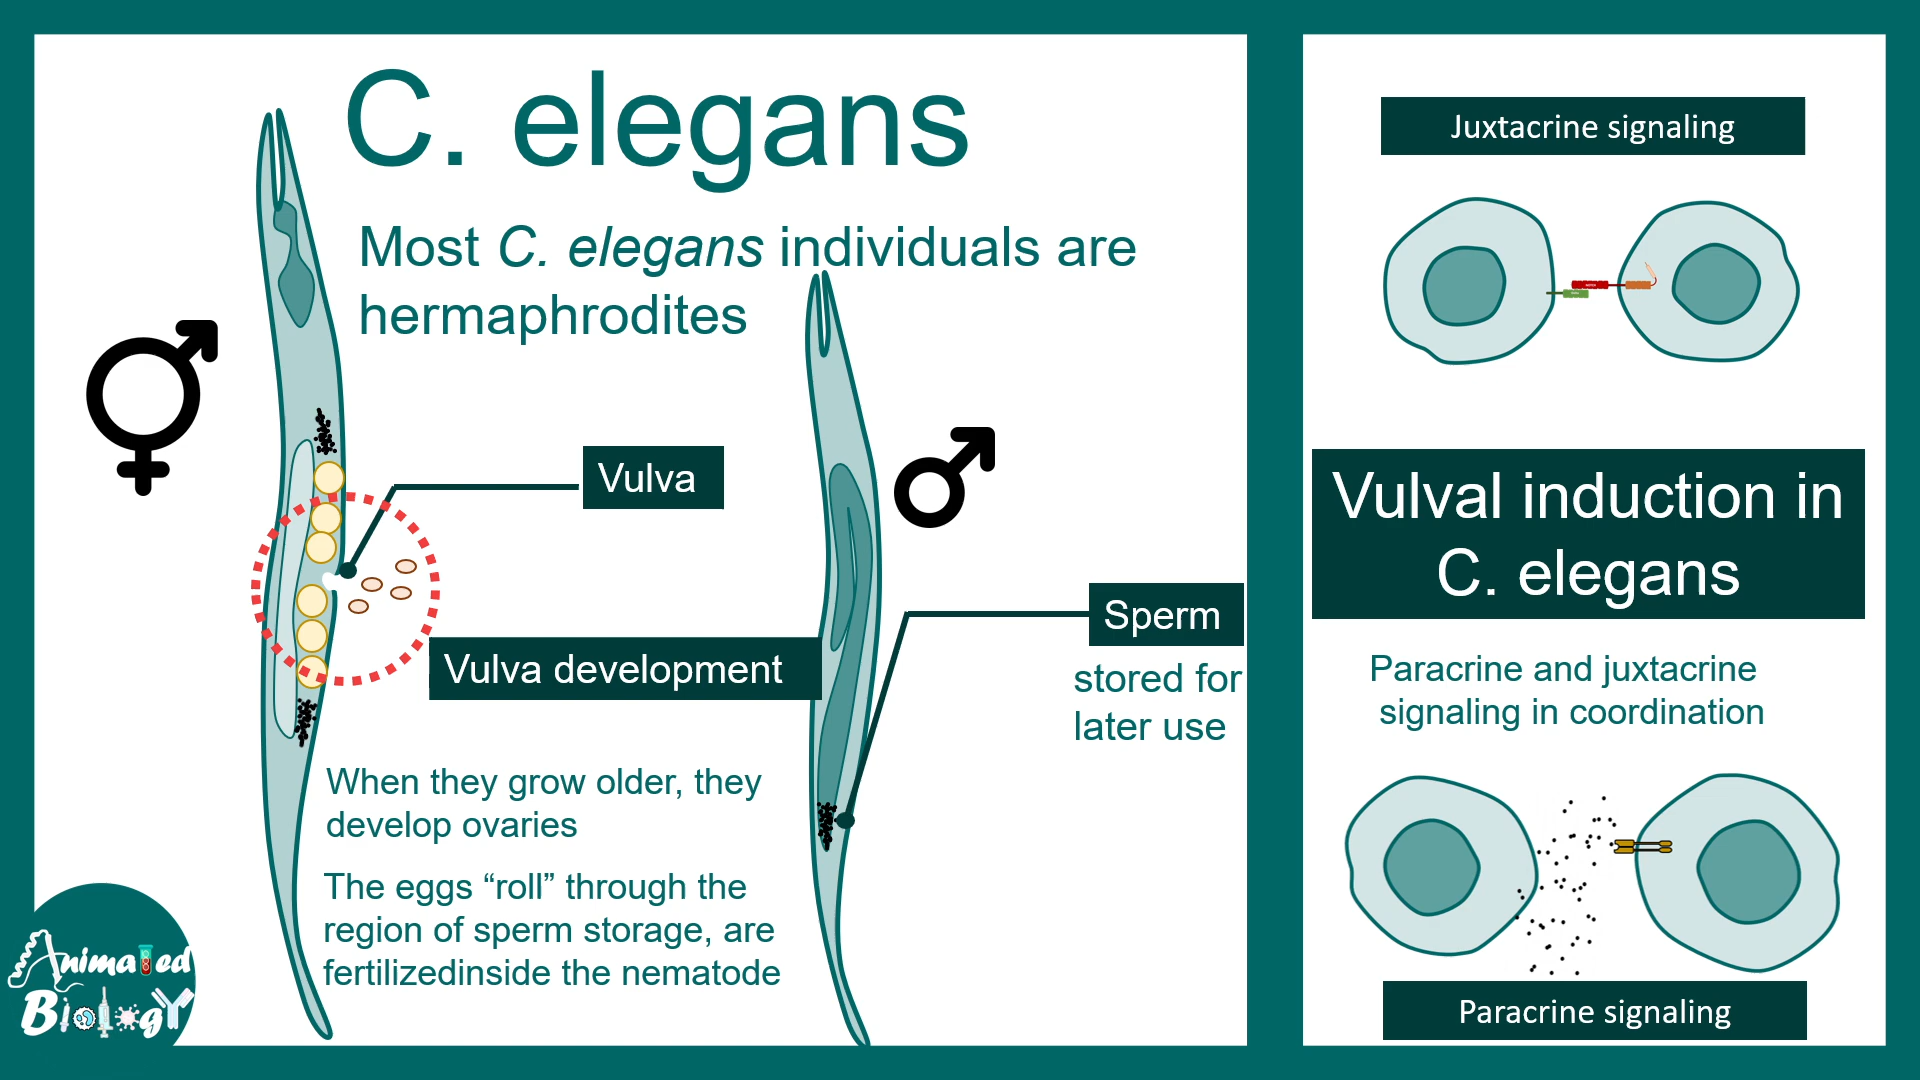 C. elegans
Most C. elegans individuals are
hermaphrodites
Vulva
Vulva development
Sperm
stored for
later use
When they grow older, they
develop ovaries
The eggs “roll” through the
region of sperm storage, are
fertilizedinside the nematode
Animated
Biology
Juxtacrine signaling
Vulval induction in
C. elegans
Paracrine and juxtacrine
signaling in coordination
Paracrine signaling